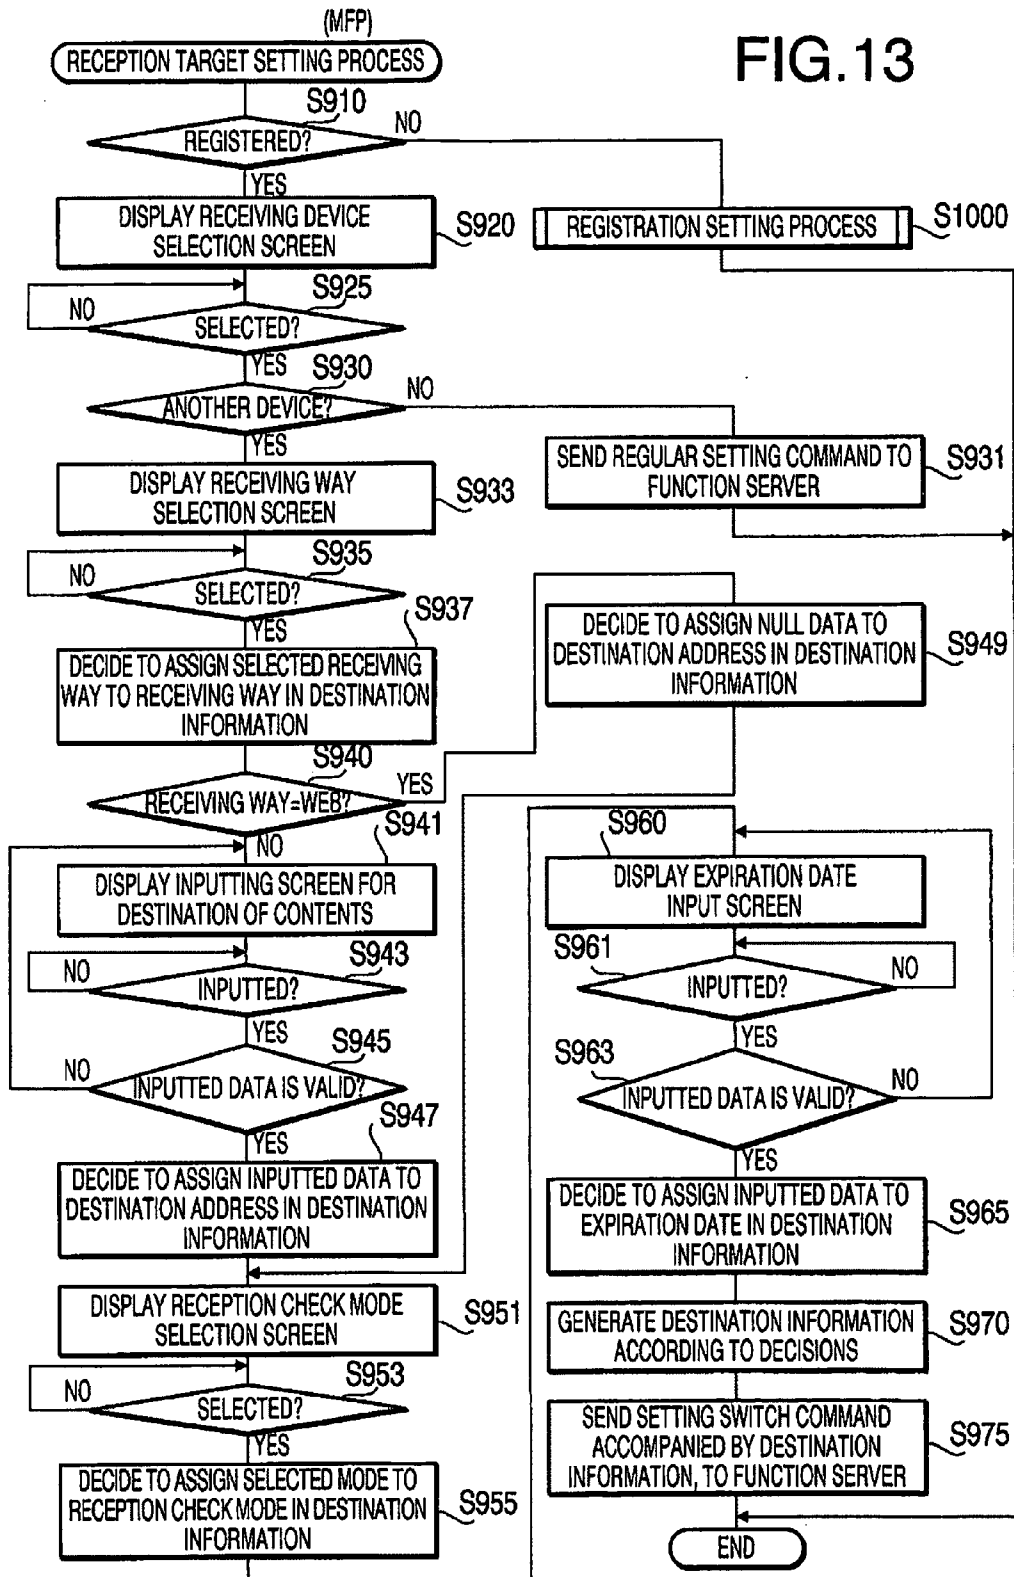 (MFP)
FIG.13
RECEPTION TARGET SETTING PROCESS
S910
REGISTERED?
NO
YES
DISPLAY RECEIVING DEVICE
SELECTION SCREEN
S920
REGISTRATION SETTING PROCESS
S1000
S925
NO
SELECTED?
YES
S930
ANOTHER DEVICE?
NO
YES
SEND REGULAR SETTING COMMAND TO
FUNCTION SERVER
S931
DISPLAY RECEIVING WAY
SELECTION SCREEN
S933
S935
NO
SELECTED?
YES
S937
DECIDE TO ASSIGN SELECTED RECEIVING
WAY TO RECEIVING WAY IN DESTINATION
INFORMATION
DECIDE TO ASSIGN NULL DATA TO
DESTINATION ADDRESS IN DESTINATION
INFORMATION
S949
S940
RECEIVING WAY=WEB?
YES
NO
S941
DISPLAY INPUTTING SCREEN FOR
DESTINATION OF CONTENTS
S943
NO
INPUTTED?
YES
S945
NO
INPUTTED DATA IS VALID?
YES
S947
DECIDE TO ASSIGN INPUTTED DATA TO
DESTINATION ADDRESS IN DESTINATION
INFORMATION
DISPLAY RECEPTION CHECK MODE
SELECTION SCREEN
S951
S953
NO
SELECTED?
YES
DECIDE TO ASSIGN SELECTED MODE TO
RECEPTION CHECK MODE IN DESTINATION
INFORMATION
S955
S960
DISPLAY EXPIRATION DATE
INPUT SCREEN
S961
INPUTTED?
NO
YES
S963
INPUTTED DATA IS VALID?
NO
YES
DECIDE TO ASSIGN INPUTTED DATA TO
EXPIRATION DATE IN DESTINATION
INFORMATION
S965
GENERATE DESTINATION INFORMATION
ACCORDING TO DECISIONS
S970
SEND SETTING SWITCH COMMAND
ACCOMPANIED BY DESTINATION
INFORMATION, TO FUNCTION SERVER
S975
END